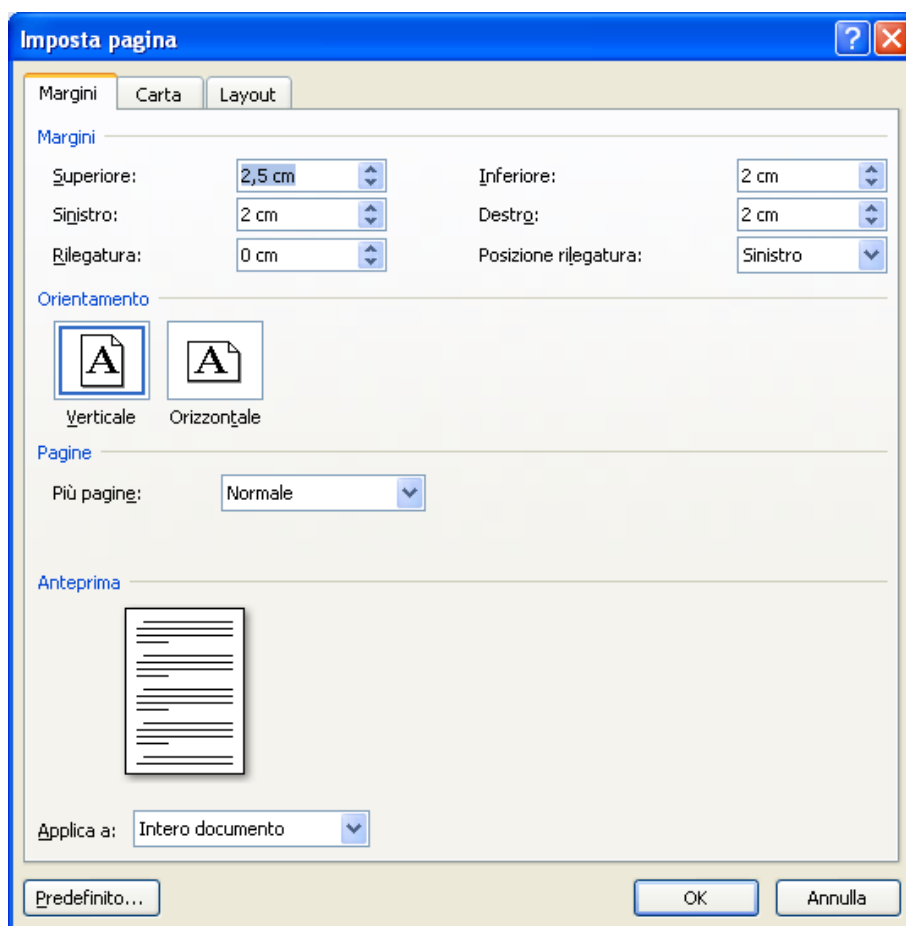 Imposta pagina
Margini Carta Layout
Margini
Superiore: 2,5 cm Inferiore: 2 cm
Sinistro: 2 cm Destro: 2 cm
Rilegatura: 0 cm Posizione rilegatura: Sinistro
Orientamento
A A
Verticale Orizzontale
Pagine
Più pagine: Normale
Anteprima
Applica a: Intero documento
Predefinito... OK Annulla